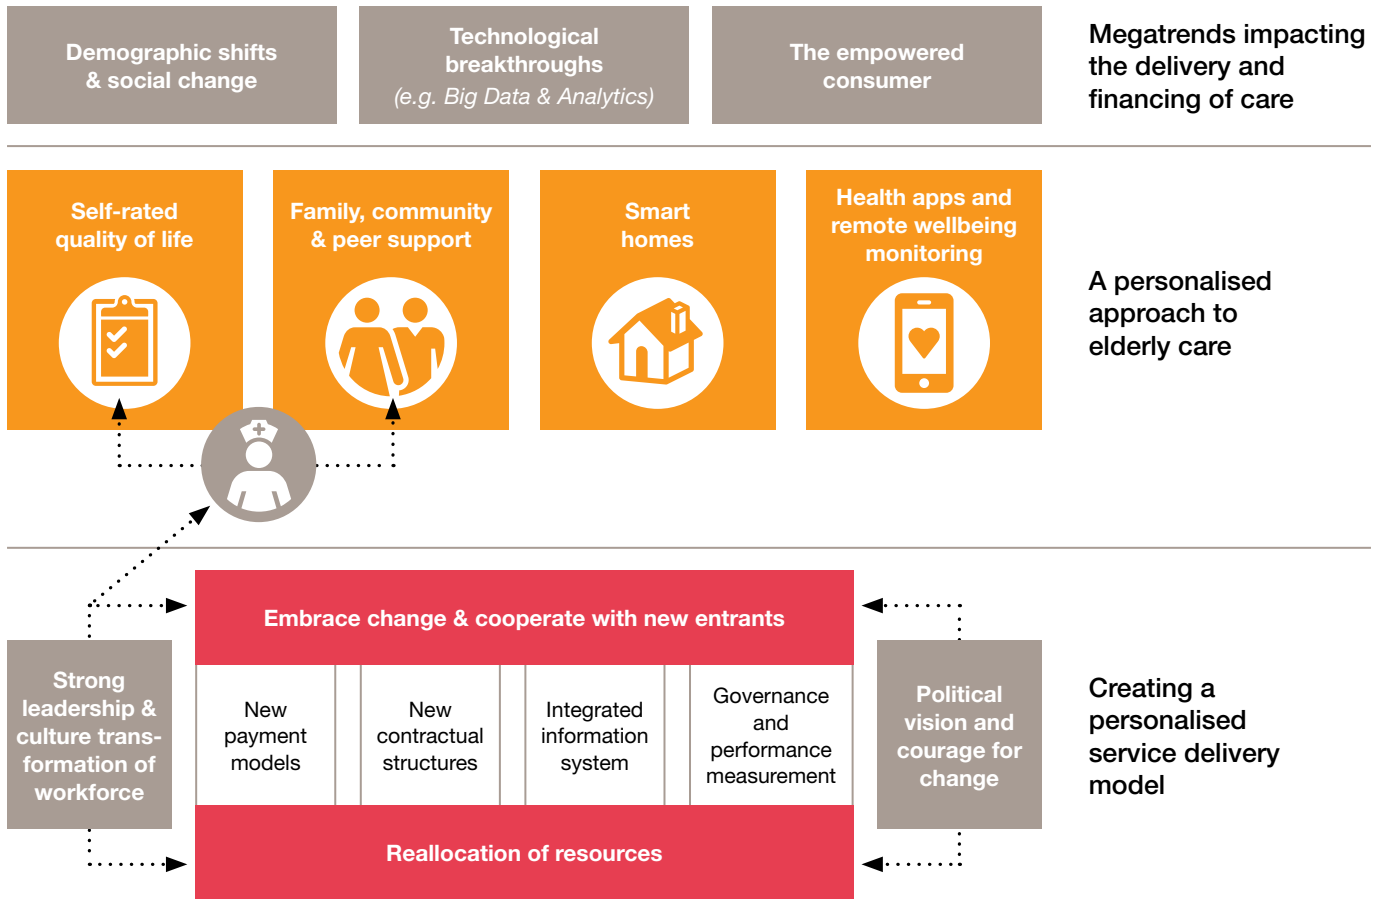 Demographic shifts
& social change
Technological
breakthroughs
(e.g. Big Data & Analytics)
The empowered
consumer
Megatrends impacting
the delivery and
financing of care
Self-rated
quality of life
Family, community
& peer support
Smart
homes
Health apps and
remote wellbeing
monitoring
A personalised
approach to
elderly care
Embrace change & cooperate with new entrants
Strong
leadership &
culture trans-
formation of
workforce
New
payment
models
New
contractual
structures
Integrated
information
system
Governance
and
performance
measurement
Political
vision and
courage for
change
Creating a
personalised
service delivery
model
Reallocation of resources